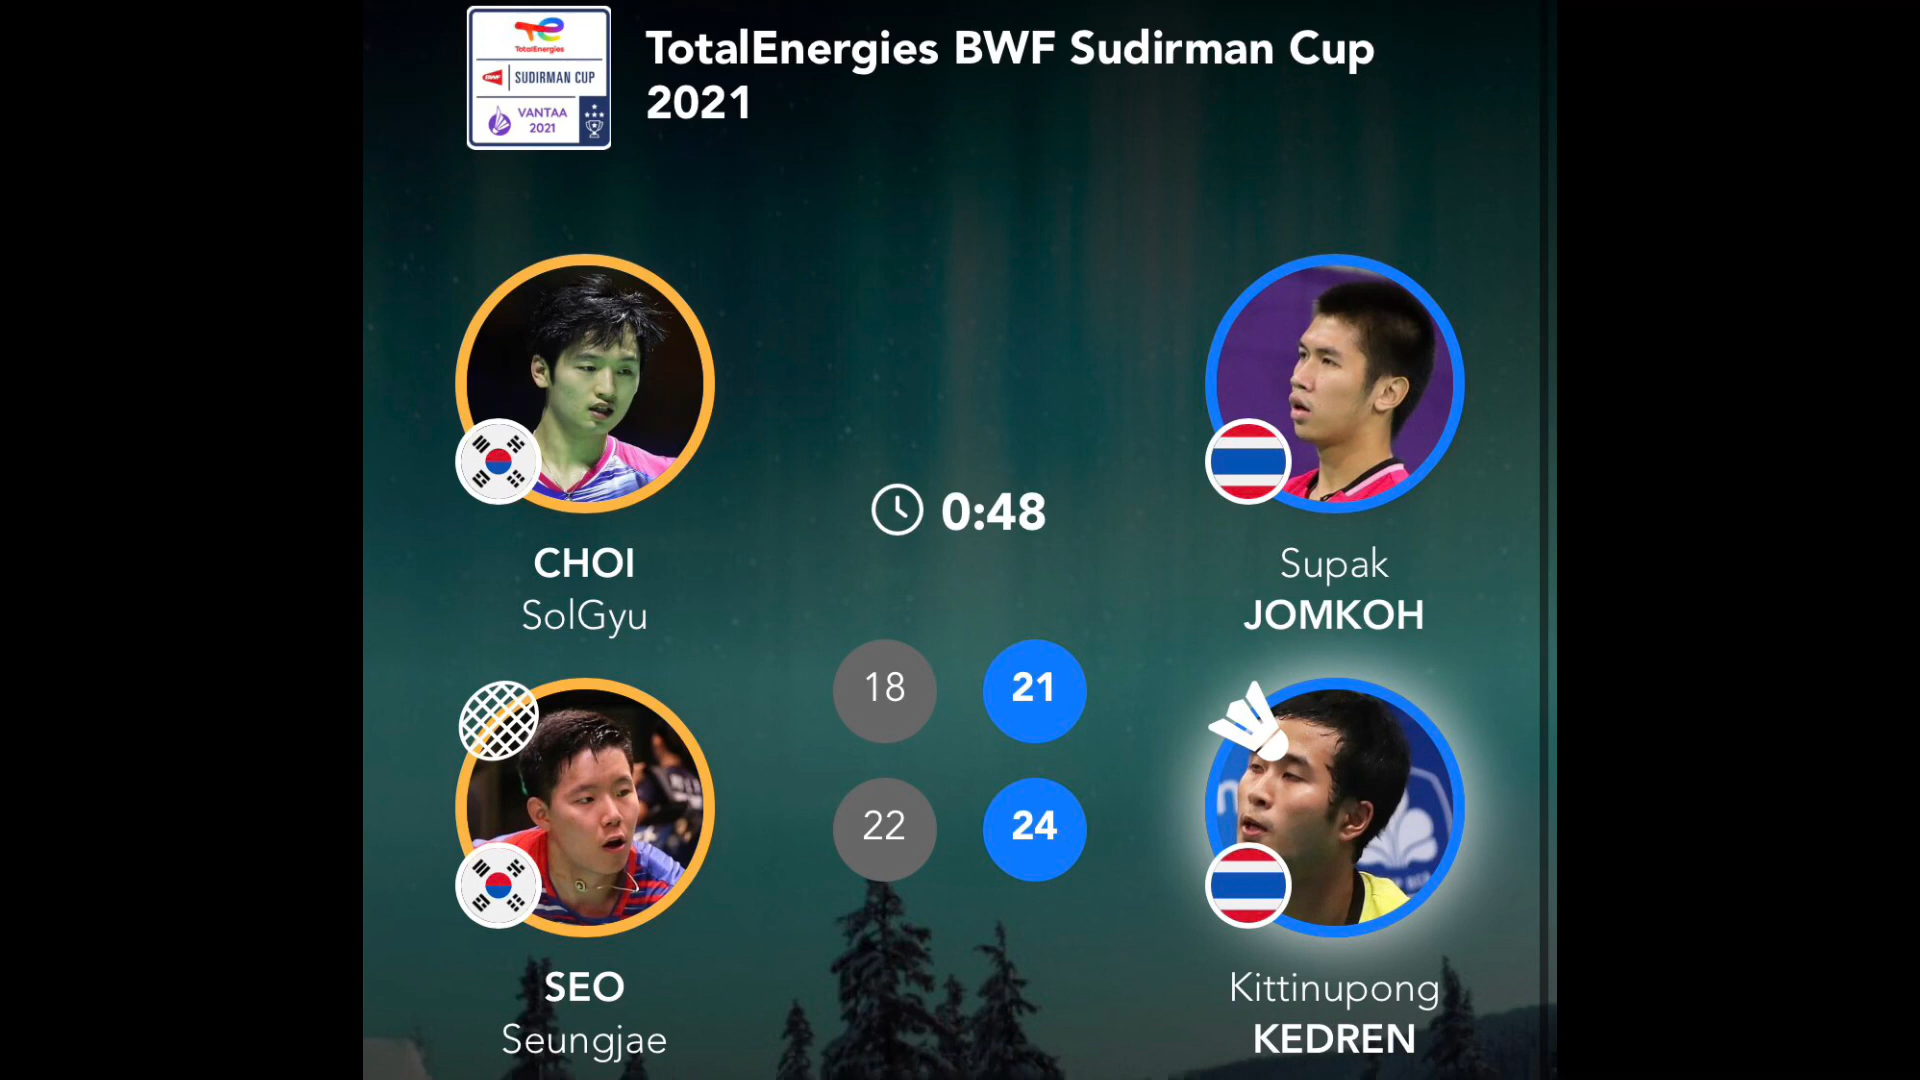 TotalEnergies
BWF SUDIRMAN CUP
VANTAA
2021
TotalEnergies BWF Sudirman Cup
2021
CHOI
SolGyu
Supak
JOMKOH
0:48
18 21
22 24
SEO
Seungjae
Kittinupong
KEDREN